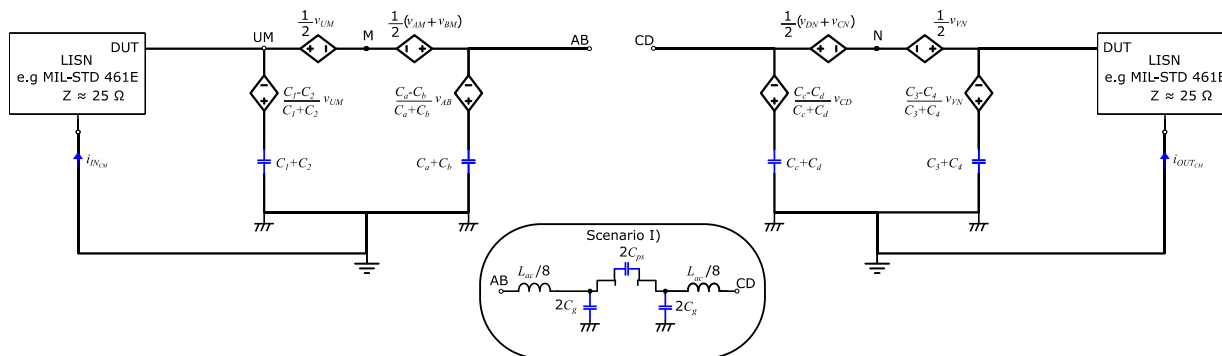 LISN
e.g MIL-STD 461E
Z ≈ 25 Ω
DUT
UM
1/2 v_UM
M
1/2 (v_AM+v_BM)
AB
CD
1/2 (v_DN+v_CN)
N
1/2 v_VN
DUT
LISN
e.g MIL-STD 461E
Z ≈ 25 Ω
- +
C_1-C_2/C_1+C_2 v_UM
C_a-C_b/C_a+C_b v_AB
C_c-C_d/C_c+C_d v_CD
C_3-C_4/C_3+C_4 v_VN
i_IN_CM
C_1+C_2
C_a+C_b
C_c+C_d
C_3+C_4
i_OUT_CM
Scenario I)
2C_ps
AB
L_ac/8
L_ac/8
CD
2C_g
2C_g